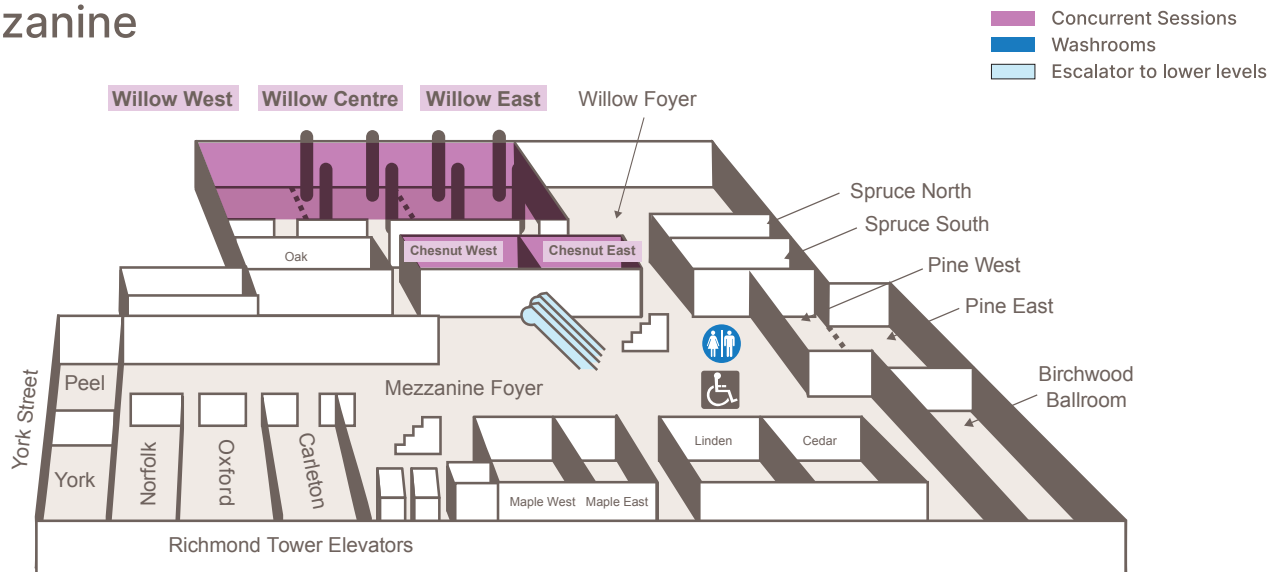 zanine
Concurrent Sessions
Washrooms
Escalator to lower levels
Willow West
Willow Centre
Willow East
Willow Foyer
Spruce North
Spruce South
Pine West
Pine East
Birchwood
Ballroom
Oak
Chesnut West
Chesnut East
Mezzanine Foyer
York Street
Peel
York
Norfolk
Oxford
Carleton
Maple West
Maple East
Linden
Cedar
Richmond Tower Elevators